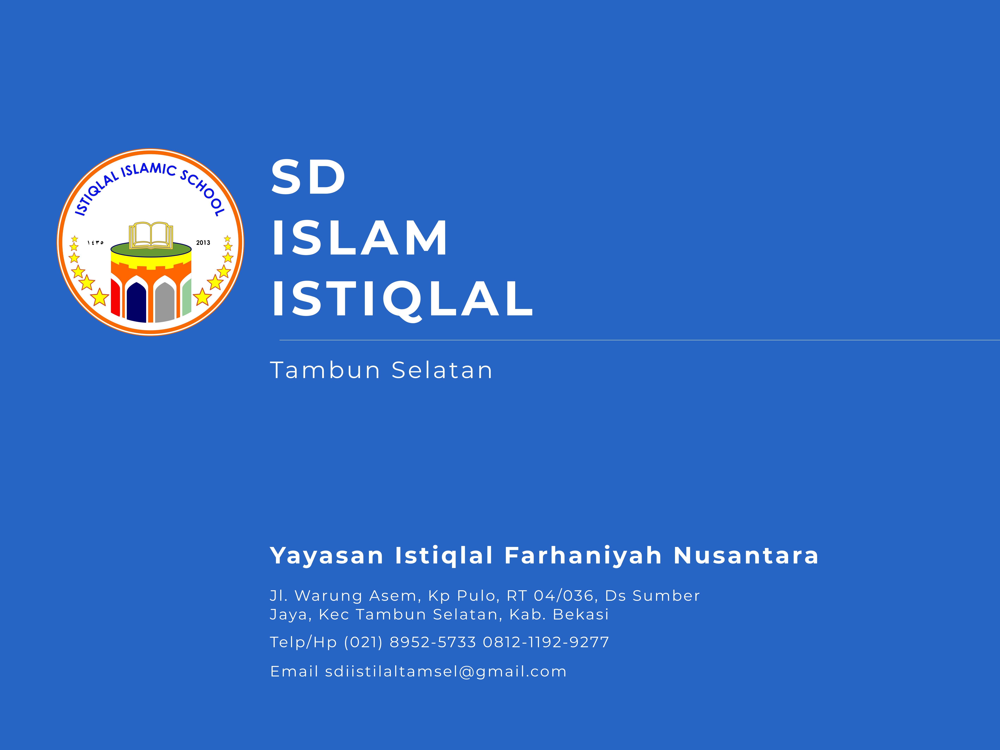 ISTIQLAL ISLAMIC SCHOOL
١٤٣٥
2013
SD
ISLAM
ISTIQLAL
Tambun Selatan
Yayasan Istiqlal Farhaniyah Nusantara
Jl. Warung Asem, Kp Pulo, RT 04/036, Ds Sumber
Jaya, Kec Tambun Selatan, Kab. Bekasi
Telp/Hp (021) 8952-5733 0812-1192-9277
Email sdiistilaltamsel@gmail.com